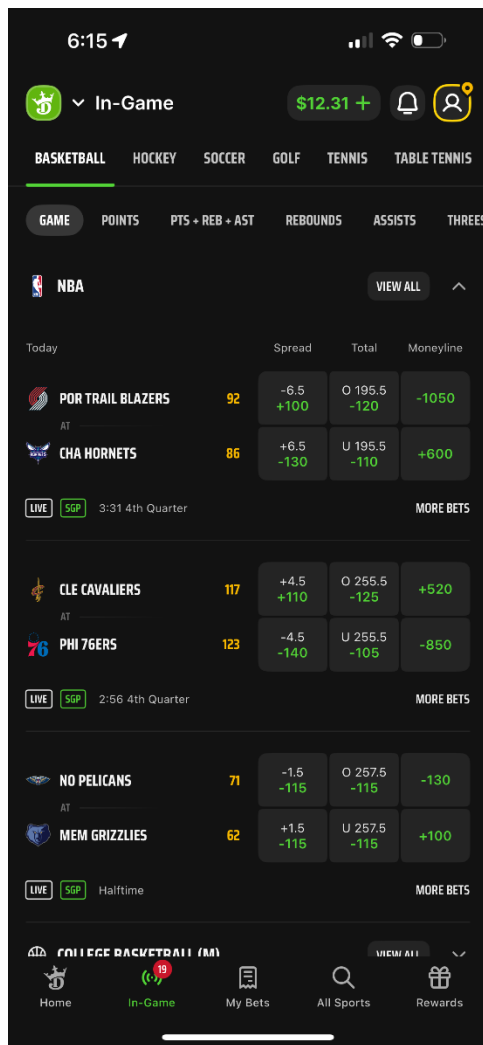 6:15
In-Game
$12.31 +
BASKETBALL HOCKEY SOCCER GOLF TENNIS TABLE TENNIS
GAME POINTS PTS + REB + AST REBOUNDS ASSISTS THREES
NBA VIEW ALL
Today Spread Total Moneyline
POR TRAIL BLAZERS 92 -6.5 +100 O 195.5 -120 -1050
AT
CHA HORNETS 86 +6.5 -130 U 195.5 -110 +600
LIVE SGP 3:31 4th Quarter MORE BETS
CLE CAVALIERS 117 +4.5 +110 O 255.5 -125 +520
AT
PHI 76ERS 123 -4.5 -140 U 255.5 -105 -850
LIVE SGP 2:56 4th Quarter MORE BETS
NO PELICANS 71 -1.5 -115 O 257.5 -115 -130
AT
MEM GRIZZLIES 62 +1.5 -115 U 257.5 -115 +100
LIVE SGP Halftime MORE BETS
COLLEGE BASKETBALL (M) VIEW ALL
19
Home In-Game My Bets All Sports Rewards